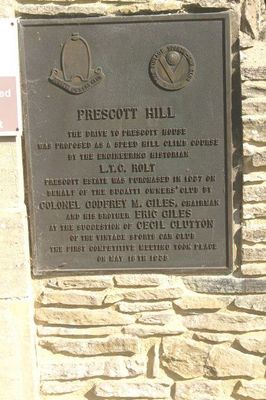 PRESCOTT HILL
THE DRIVE TO PRESCOTT HOUSE
WAS PROPOSED AS A SPEED HILL CLIMB COURSE
BY THE ENGINEERING HISTORIAN
L.T.C. ROLT
PRESCOTT ESTATE WAS PURCHASED IN 1937 ON
BEHALF OF THE BUGATTI OWNERS' CLUB BY
COLONEL GODFREY M. GILES, CHAIRMAN
AND HIS BROTHER ERIC GILES
AT THE SUGGESTION OF CECIL CLUTTON
OF THE VINTAGE SPORTS CAR CLUB
THE FIRST COMPETITIVE MEETING TOOK PLACE
ON MAY 15TH 1938